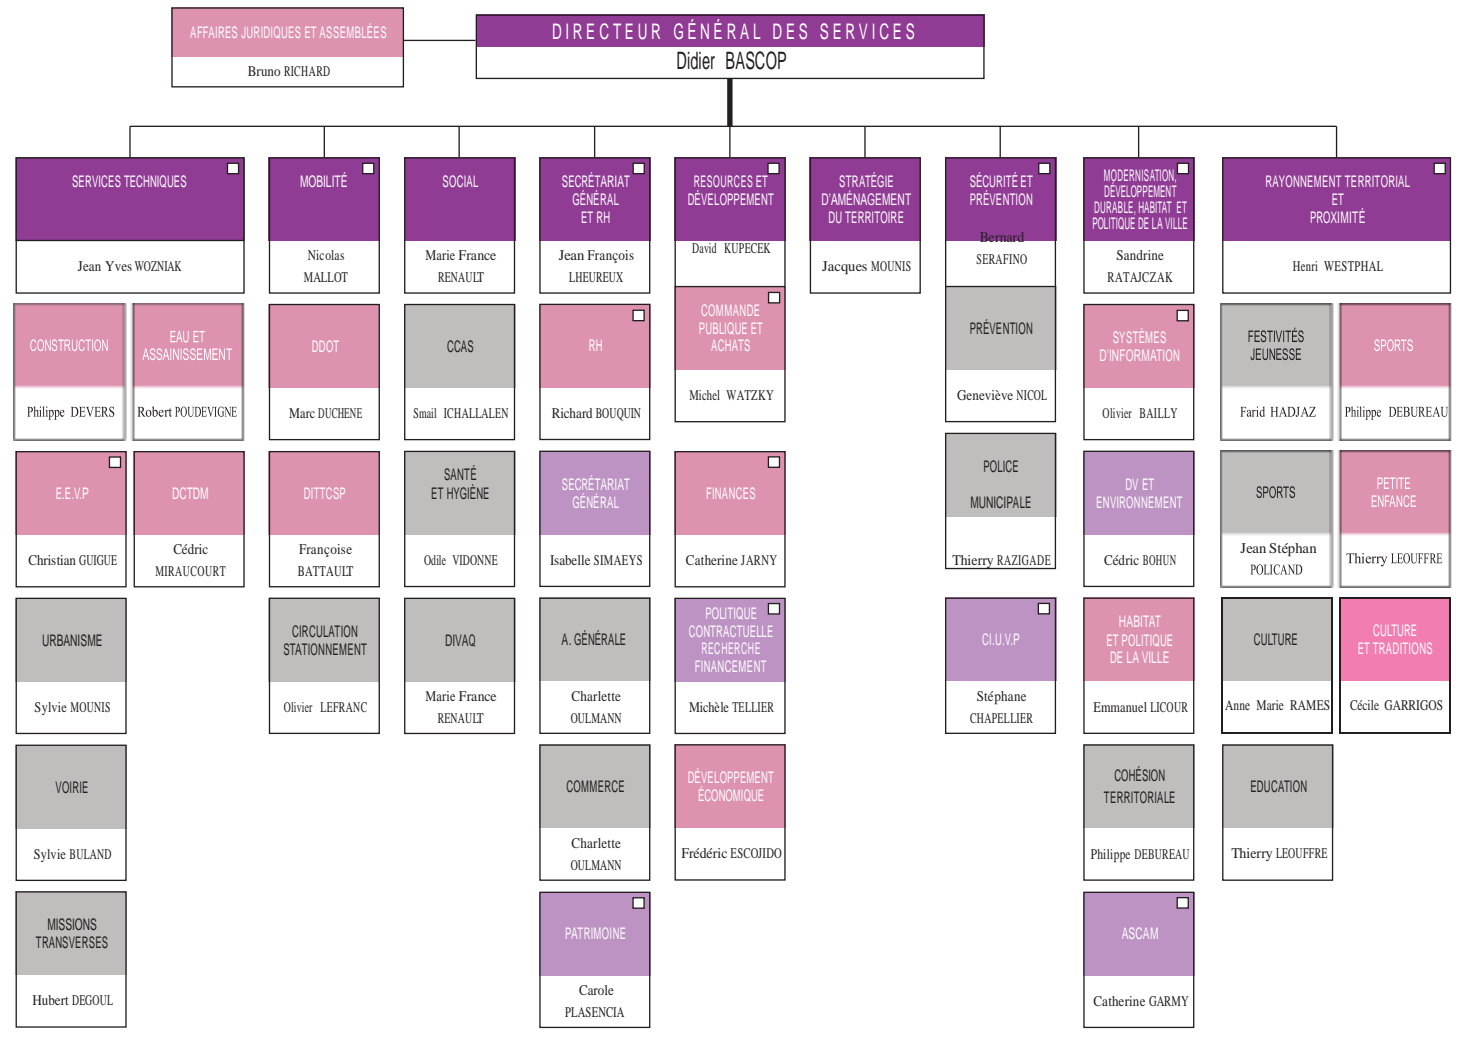 AFFAIRES JURIDIQUES ET ASSEMBLÉES
Bruno RICHARD
DIRECTEUR GÉNÉRAL DES SERVICES
Didier BASCOP
SERVICES TECHNIQUES
Jean Yves WOZNIAK
MOBILITÉ
Nicolas
MALLOT
SOCIAL
Marie France
RENAULT
SECRÉTARIAT
GÉNÉRAL
ET RH
Jean François
LHEUREUX
RESOURCES ET
DÉVELOPPEMENT
David KUPECEK
STRATÉGIE
D'AMÉNAGEMENT
DU TERRITOIRE
Jacques MOUNIS
SÉCURITÉ ET
PRÉVENTION
Bernard
SERAFINO
MODERNISATION,
DÉVELOPPEMENT
DURABLE, HABITAT ET
POLITIQUE DE LA VILLE
Sandrine
RATAJCZAK
RAYONNEMENT TERRITORIAL
ET
PROXIMITÉ
Henri WESTPHAL
CONSTRUCTION
Philippe DEVERS
EAU ET
ASSAINISSEMENT
Robert POUDEVIGNE
DDOT
Marc DUCHENE
CCAS
Smail ICHALLALEN
RH
Richard BOUQUIN
COMMANDE
PUBLIQUE ET
ACHATS
Michel WATZKY
PRÉVENTION
Geneviève NICOL
SYSTÈMES
D'INFORMATION
Olivier BAILLY
FESTIVITÉS
JEUNESSE
Farid HADJAZ
SPORTS
Philippe DEBUREAU
E.E.V.P
Christian GUIGUE
DCTDM
Cédric
MIRAUCOURT
DITTCSP
Françoise
BATTAULT
SANTÉ
ET HYGIÈNE
Odile VIDONNE
SECRÉTARIAT
GÉNÉRAL
Isabelle SIMAEYS
FINANCES
Catherine JARNY
POLICE
MUNICIPALE
Thierry RAZIGADE
DV ET
ENVIRONNEMENT
Cédric BOHUN
SPORTS
Jean Stéphan
POLICAND
PETITE
ENFANCE
Thierry LEOUFFRE
URBANISME
Sylvie MOUNIS
CIRCULATION
STATIONNEMENT
Olivier LEFRANC
DIVAQ
Marie France
RENAULT
A. GÉNÉRALE
Charlette
OULMANN
POLITIQUE
CONTRACTUELLE
RECHERCHE
FINANCEMENT
Michèle TELLIER
CI.U.V.P
Stéphane
CHAPELLIER
HABITAT
ET POLITIQUE
DE LA VILLE
Emmanuel LICOUR
CULTURE
Anne Marie RAMES
CULTURE
ET TRADITIONS
Cécile GARRIGOS
VOIRIE
Sylvie BULAND
COMMERCE
Charlette
OULMANN
DÉVELOPPEMENT
ÉCONOMIQUE
Frédéric ESCOJIDO
COHÉSION
TERRITORIALE
Philippe DEBUREAU
EDUCATION
Thierry LEOUFFRE
MISSIONS
TRANSVERSES
Hubert DEGOUL
PATRIMOINE
Carole
PLASENCIA
ASCAM
Catherine GARMY